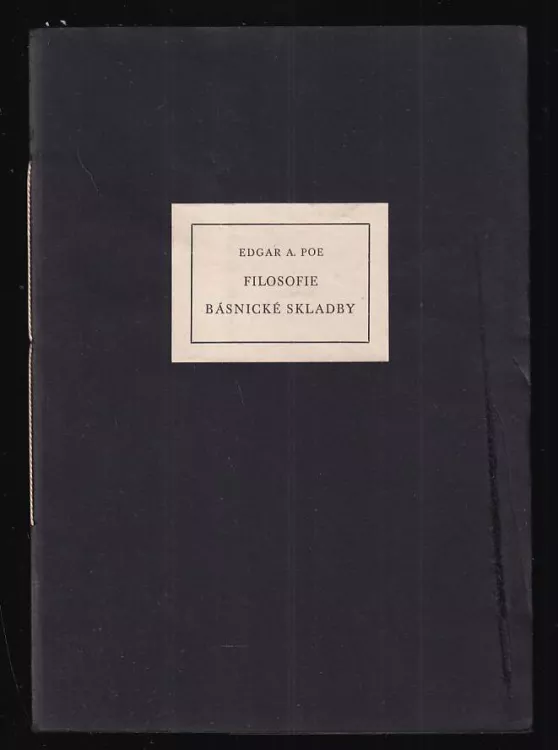 EDGAR A. POE
FILOSOFIE
BÁSNICKÉ SKLADBY